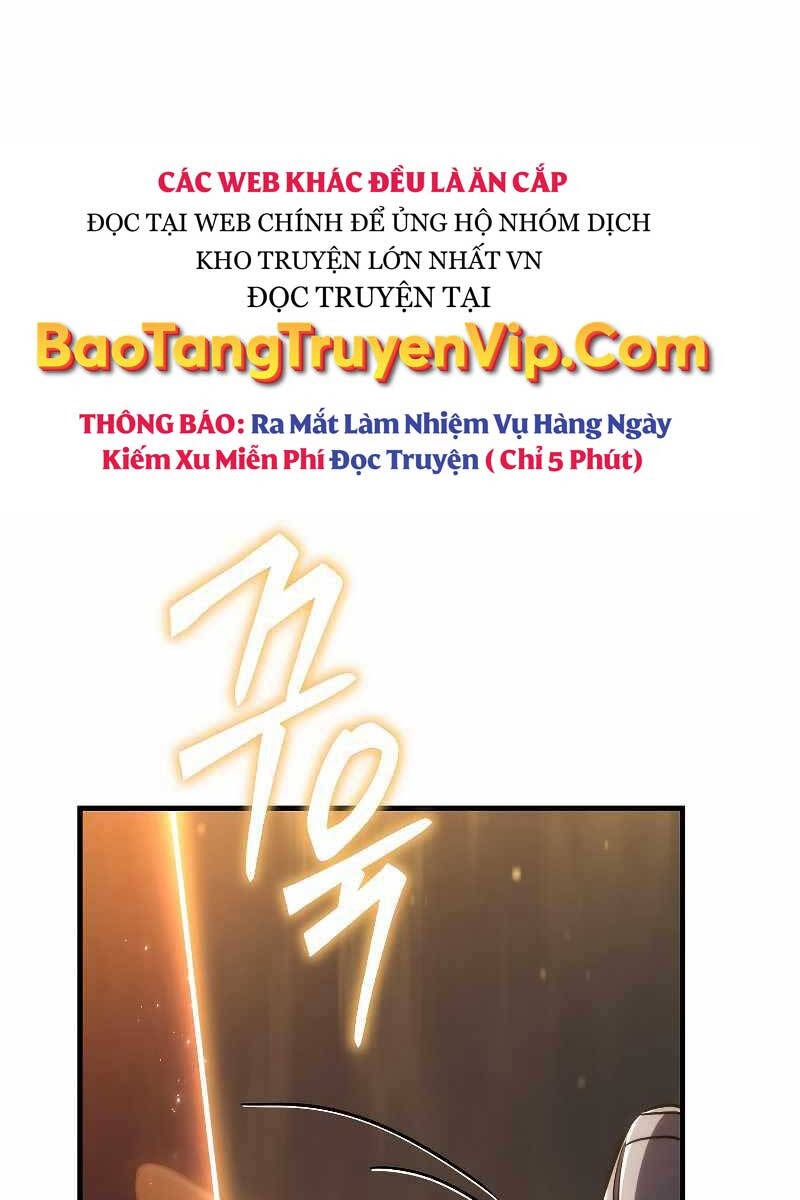 CÁC WEB KHÁC ĐỀU LÀ ĂN CẮP
ĐỌC TẠI WEB CHÍNH ĐỂ ỦNG HỘ NHÓM DỊCH
KHO TRUYỆN LỚN NHẤT VN
ĐỌC TRUYỆN TẠI
BaoTangTruyenVip.Com
THÔNG BÁO: Ra Mắt Làm Nhiệm Vụ Hàng Ngày
Kiếm Xu Miễn Phí Đọc Truyện ( Chỉ 5 Phút)
꾸
욱